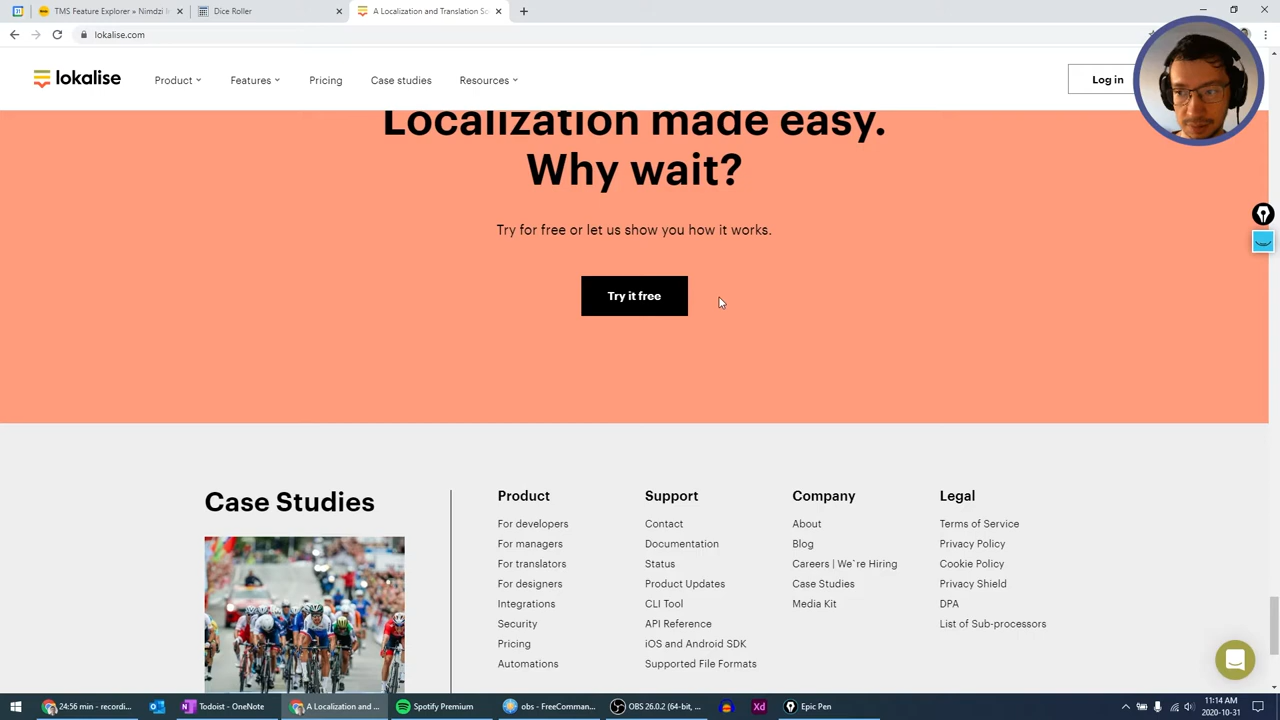 31
TMS Feature Explorer » Nimdzi In
Dice Roller
A Localization and Translation So
lokalise.com
lokalise
Product
Features
Pricing
Case studies
Resources
Log in
Localization made easy.
Why wait?
Try for free or let us show you how it works.
Try it free
Case Studies
Product
For developers
For managers
For translators
For designers
Integrations
Security
Pricing
Automations
Support
Contact
Documentation
Status
Product Updates
CLI Tool
API Reference
iOS and Android SDK
Supported File Formats
Company
About
Blog
Careers | We`re Hiring
Case Studies
Media Kit
Legal
Terms of Service
Privacy Policy
Cookie Policy
Privacy Shield
DPA
List of Sub-processors
24:56 min - recordi...
Todoist - OneNote
A Localization and ...
Spotify Premium
obs - FreeComman...
OBS 26.0.2 (64-bit, ...
Xd
Epic Pen
11:14 AM
2020-10-31